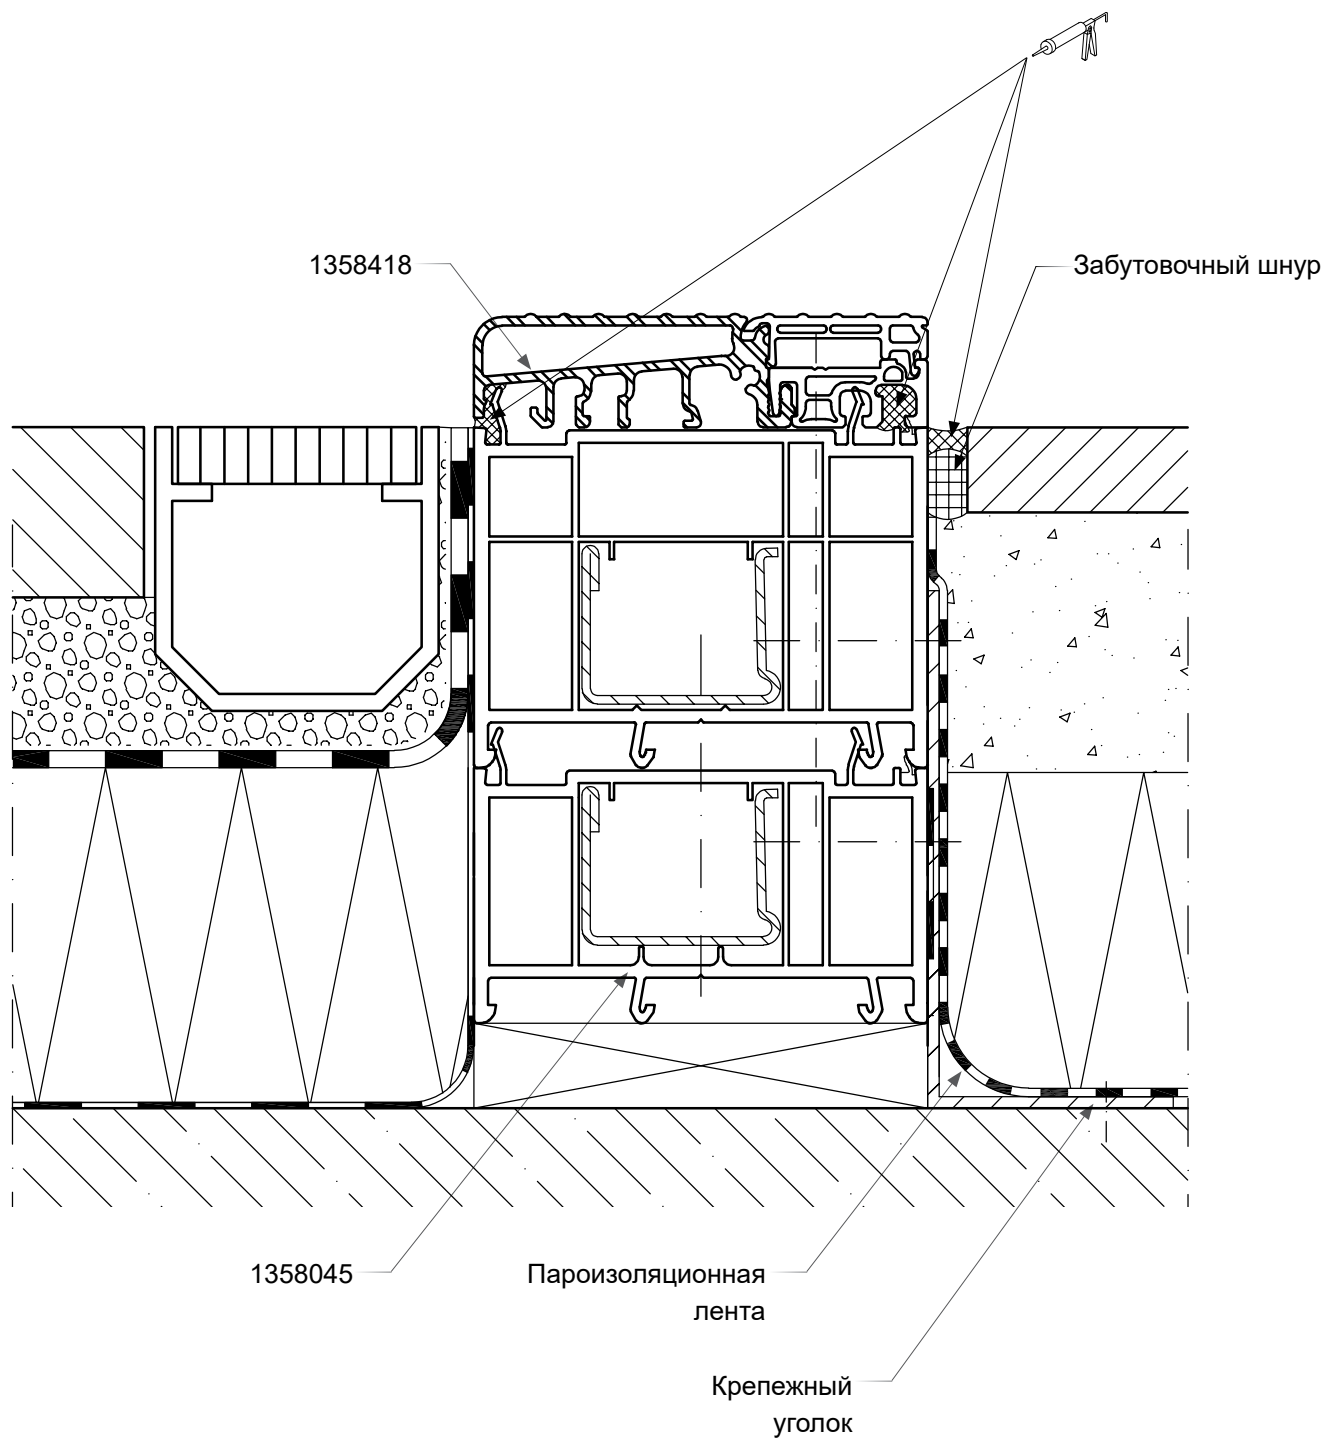 1358418
Забутовочный шнур
1358045
Пароизоляционная
лента
Крепежный
уголок